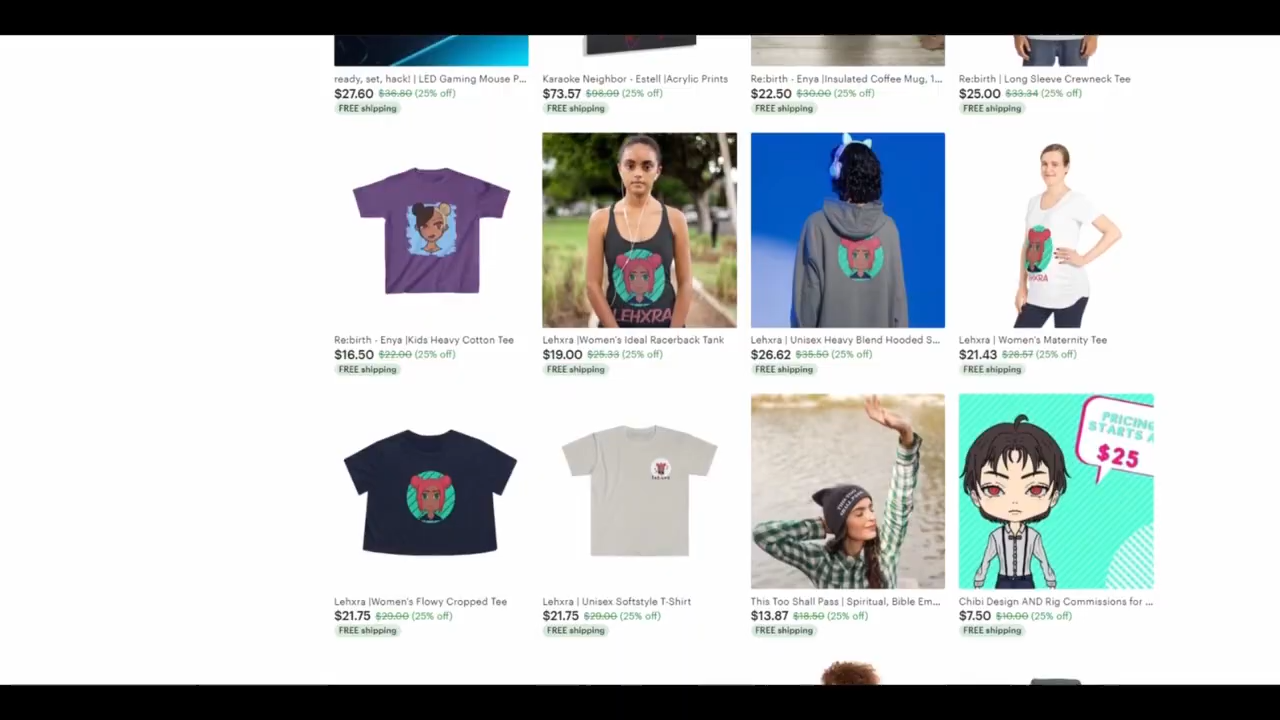 ready, set, hack! | LED Gaming Mouse P...
$27.60 $36.80 (25% off)
FREE shipping
Karaoke Neighbor - Estell |Acrylic Prints
$73.57 $98.09 (25% off)
FREE shipping
Re:birth - Enya |Insulated Coffee Mug, 1...
$22.50 $30.00 (25% off)
FREE shipping
Re:birth | Long Sleeve Crewneck Tee
$25.00 $33.34 (25% off)
FREE shipping
LEHXRA
Re:birth - Enya |Kids Heavy Cotton Tee
$16.50 $22.00 (25% off)
FREE shipping
Lehxra |Women's Ideal Racerback Tank
$19.00 $25.33 (25% off)
FREE shipping
Lehxra | Unisex Heavy Blend Hooded S...
$26.62 $35.50 (25% off)
FREE shipping
Lehxra | Women's Maternity Tee
$21.43 $28.57 (25% off)
FREE shipping
THIS TOO
SHALL PASS
PRICING
STARTS A
$25
Lehxra |Women's Flowy Cropped Tee
$21.75 $29.00 (25% off)
FREE shipping
Lehxra | Unisex Softstyle T-Shirt
$21.75 $29.00 (25% off)
FREE shipping
This Too Shall Pass | Spiritual, Bible Em...
$13.87 $18.50 (25% off)
FREE shipping
Chibi Design AND Rig Commissions for ...
$7.50 $10.00 (25% off)
FREE shipping